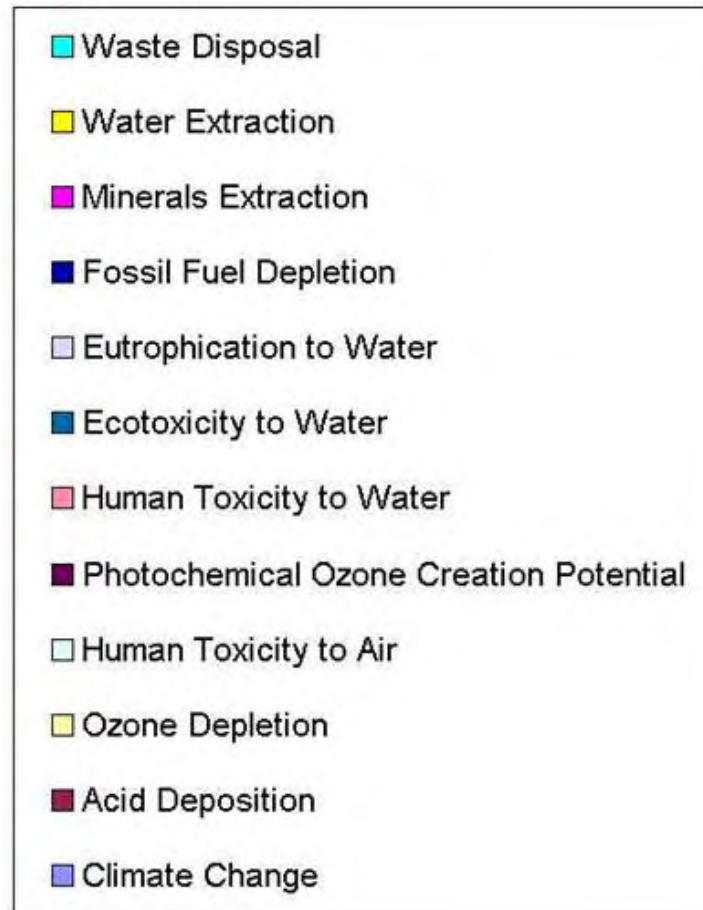 Waste Disposal
Water Extraction
Minerals Extraction
Fossil Fuel Depletion
Eutrophication to Water
Ecotoxicity to Water
Human Toxicity to Water
Photochemical Ozone Creation Potential
Human Toxicity to Air
Ozone Depletion
Acid Deposition
Climate Change